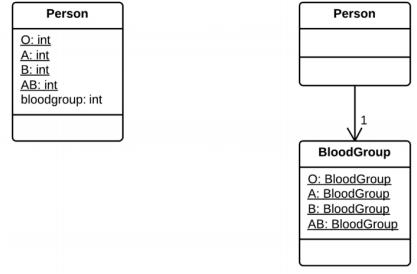 Person
O: int
A: int
B: int
AB: int
bloodgroup: int
Person
1
BloodGroup
O: BloodGroup
A: BloodGroup
B: BloodGroup
AB: BloodGroup